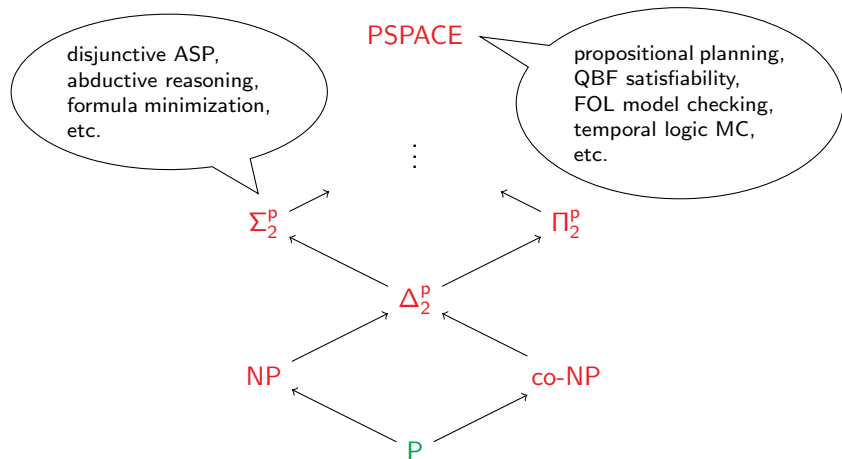 PSPACE
disjunctive ASP,
abductive reasoning,
formula minimization,
etc.
propositional planning,
QBF satisfiability,
FOL model checking,
temporal logic MC,
etc.
⋮
Σ₂ᵖ
Π₂ᵖ
Δ₂ᵖ
NP
co-NP
P